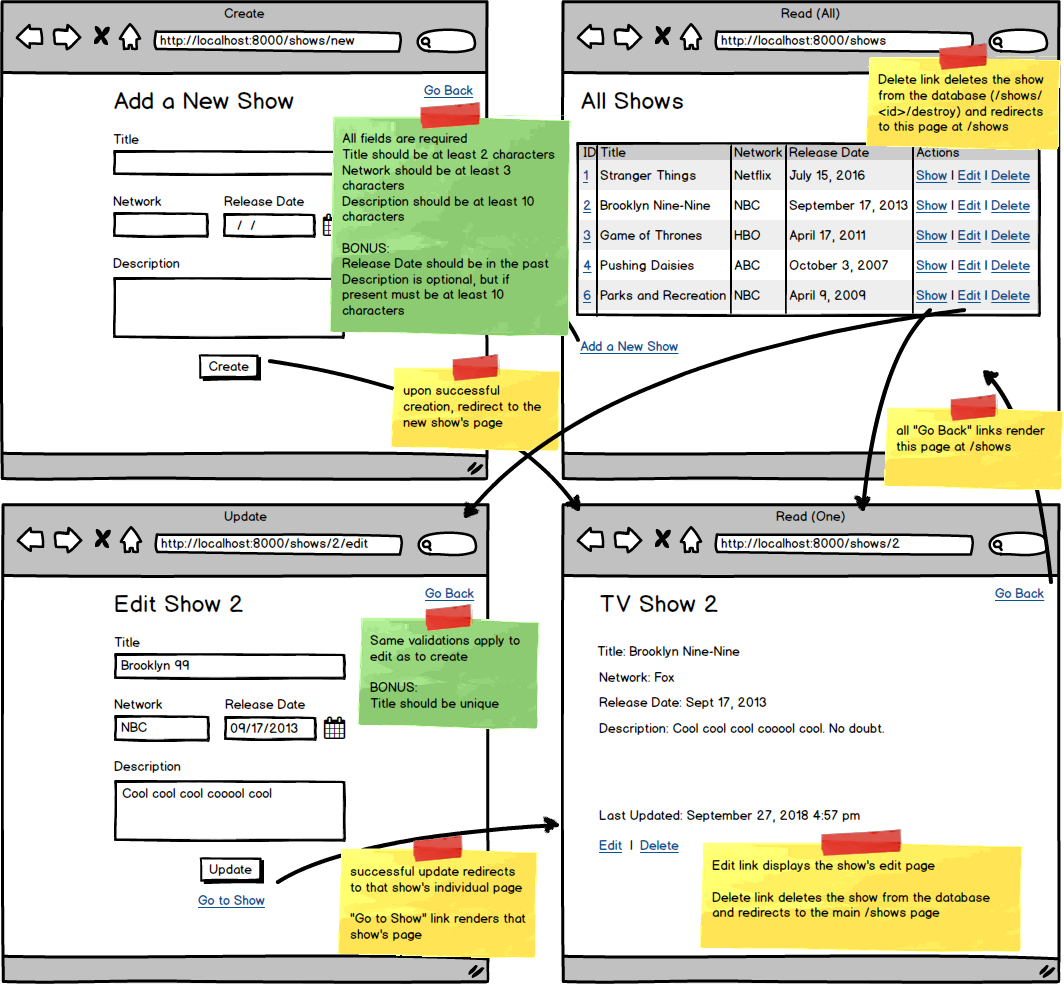 Create
http://localhost:8000/shows/new
Add a New Show
Go Back
Title
Network
Release Date
/ /
Description
Create
All fields are required
Title should be at least 2 characters
Network should be at least 3
characters
Description should be at least 10
characters
BONUS:
Release Date should be in the past
Description is optional, but if
present must be at least 10
characters
upon successful
creation, redirect to the
new show's page
Read (All)
http://localhost:8000/shows
All Shows
Delete link deletes the show
from the database (/shows/
<id>/destroy) and redirects
to this page at /shows
ID Title Network Release Date Actions
1 Stranger Things Netflix July 15, 2016 Show | Edit | Delete
2 Brooklyn Nine-Nine NBC September 17, 2013 Show | Edit | Delete
3 Game of Thrones HBO April 17, 2011 Show | Edit | Delete
4 Pushing Daisies ABC October 3, 2007 Show | Edit | Delete
6 Parks and Recreation NBC April 9, 2009 Show | Edit | Delete
Add a New Show
all "Go Back" links render
this page at /shows
Update
http://localhost:8000/shows/2/edit
Edit Show 2
Go Back
Title
Brooklyn 99
Network
NBC
Release Date
09/17/2013
Description
Cool cool cool cooool cool
Update
Go to Show
Same validations apply to
edit as to create
BONUS:
Title should be unique
successful update redirects
to that show's individual page
"Go to Show" link renders that
show's page
Read (One)
http://localhost:8000/shows/2
TV Show 2
Go Back
Title: Brooklyn Nine-Nine
Network: Fox
Release Date: Sept 17, 2013
Description: Cool cool cool cooool cool. No doubt.
Last Updated: September 27, 2018 4:57 pm
Edit | Delete
Edit link displays the show's edit page
Delete link deletes the show from the database
and redirects to the main /shows page